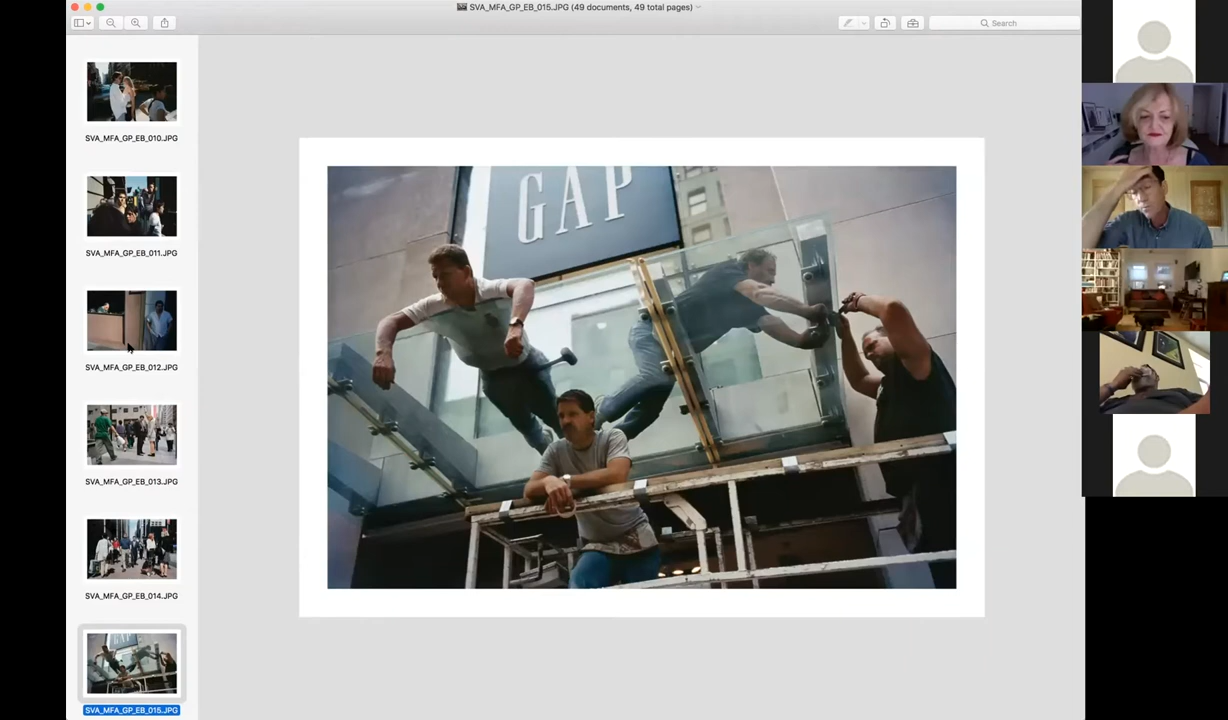 SVA_MFA_GP_EB_015.JPG (49 documents, 49 total pages)
Search
SVA_MFA_GP_EB_010.JPG
SVA_MFA_GP_EB_011.JPG
SVA_MFA_GP_EB_012.JPG
SVA_MFA_GP_EB_013.JPG
SVA_MFA_GP_EB_014.JPG
SVA_MFA_GP_EB_015.JPG
GAP